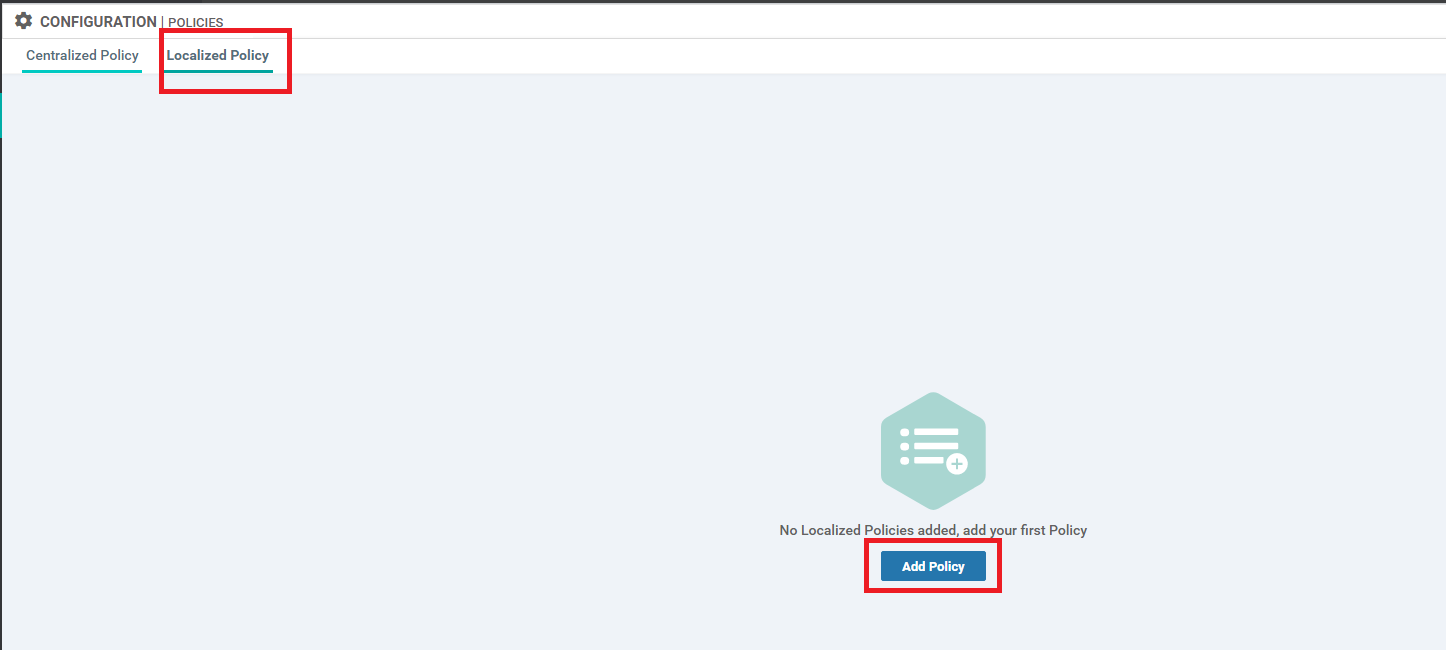 CONFIGURATION | POLICIES
Centralized Policy Localized Policy
No Localized Policies added, add your first Policy
Add Policy